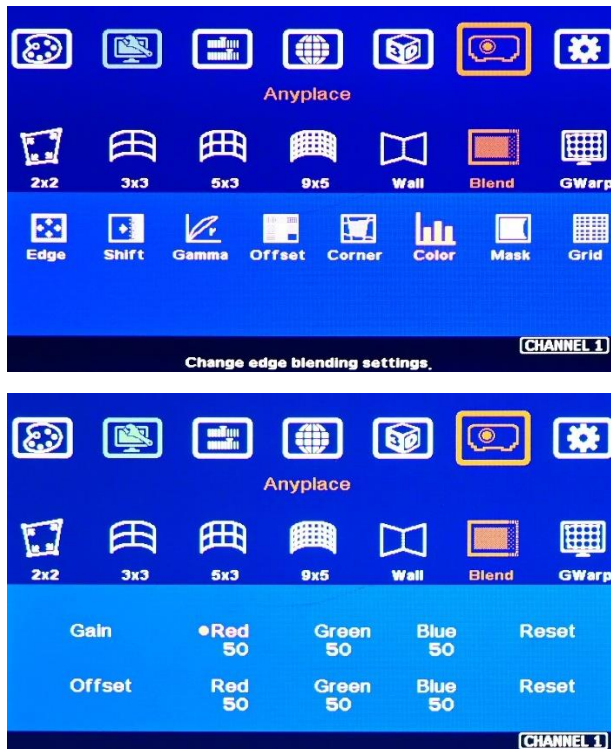 3D
Anyplace
2x2 3x3 5x3 9x5 Wall Blend GWarp
Edge Shift Gamma Offset Corner Color Mask Grid
CHANNEL 1
Change edge blending settings.
3D
Anyplace
2x2 3x3 5x3 9x5 Wall Blend GWarp
Gain Red Green Blue Reset
50 50 50
Offset Red Green Blue Reset
50 50 50
CHANNEL 1